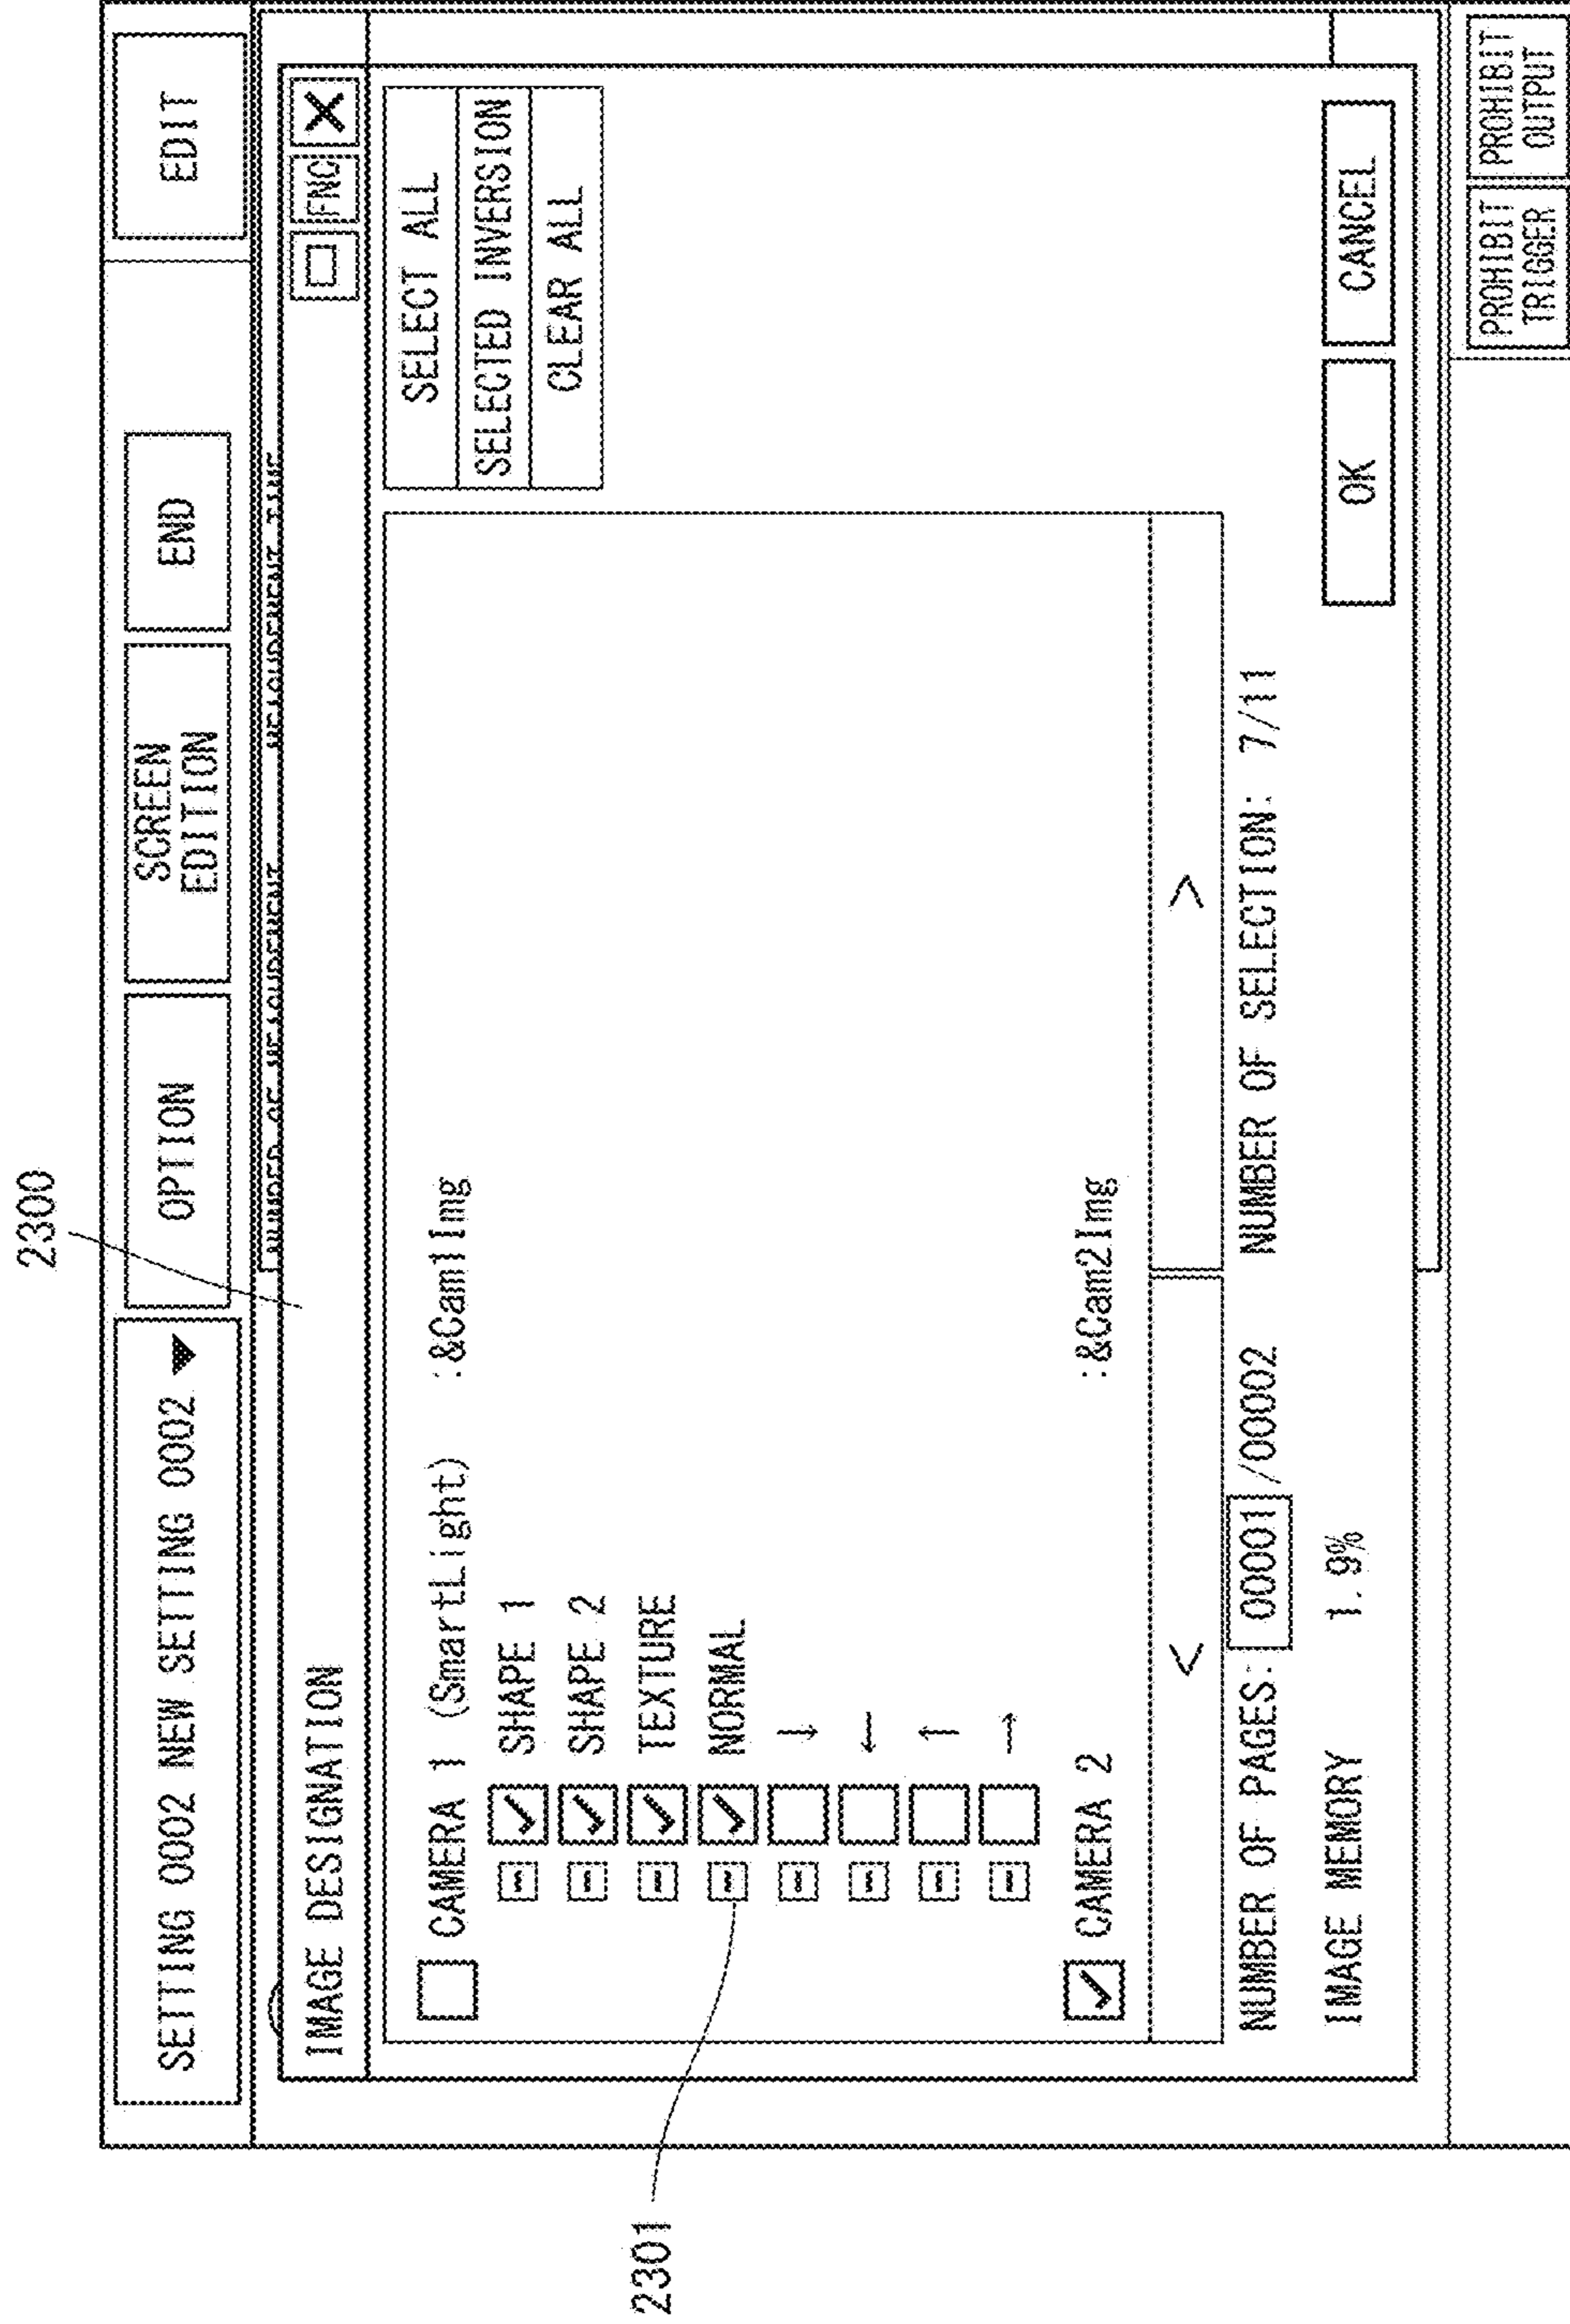 2300
SETTING 0002 NEW SETTING 0002 ▼
OPTION
SCREEN
EDITION
END
EDIT
IMAGE DESIGNATION
FNC
CAMERA 1 (SmartLight) :&Cam1Img
SHAPE 1
SHAPE 2
TEXTURE
NORMAL
↓
←
↑
→
CAMERA 2 :&Cam2Img
SELECT ALL
SELECTED INVERSION
CLEAR ALL
< >
NUMBER OF PAGES: 00001/00002 NUMBER OF SELECTION: 7/11
IMAGE MEMORY 1.9%
OK
CANCEL
PROHIBIT
TRIGGER
PROHIBIT
OUTPUT
2301